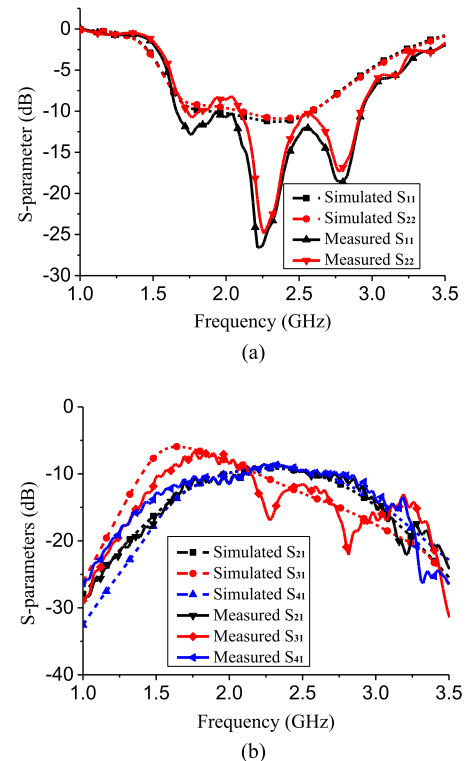 (a)
0
-5
-10
-15
-20
-25
-30
S-parameter (dB)
Simulated S₁₁
Simulated S₂₂
Measured S₁₁
Measured S₂₂
1.0 1.5 2.0 2.5 3.0 3.5
Frequency (GHz)
(a)
0
-10
-20
-30
-40
S-parameters (dB)
Simulated S₂₁
Simulated S₃₁
Simulated S₄₁
Measured S₂₁
Measured S₃₁
Measured S₄₁
1.0 1.5 2.0 2.5 3.0 3.5
Frequency (GHz)
(b)